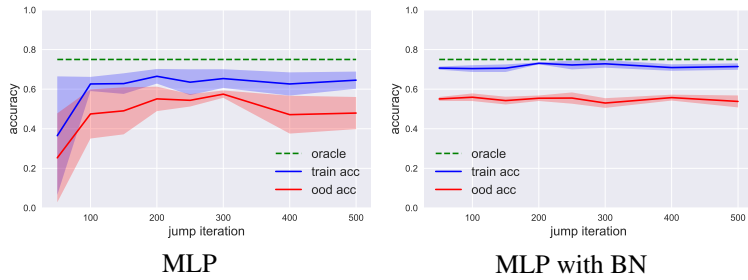 1.0
0.8
0.6
0.4
0.2
0.0
accuracy
100 200 300 400 500
jump iteration
oracle
train acc
ood acc
MLP
1.0
0.8
0.6
0.4
0.2
0.0
accuracy
100 200 300 400 500
jump iteration
oracle
train acc
ood acc
MLP with BN